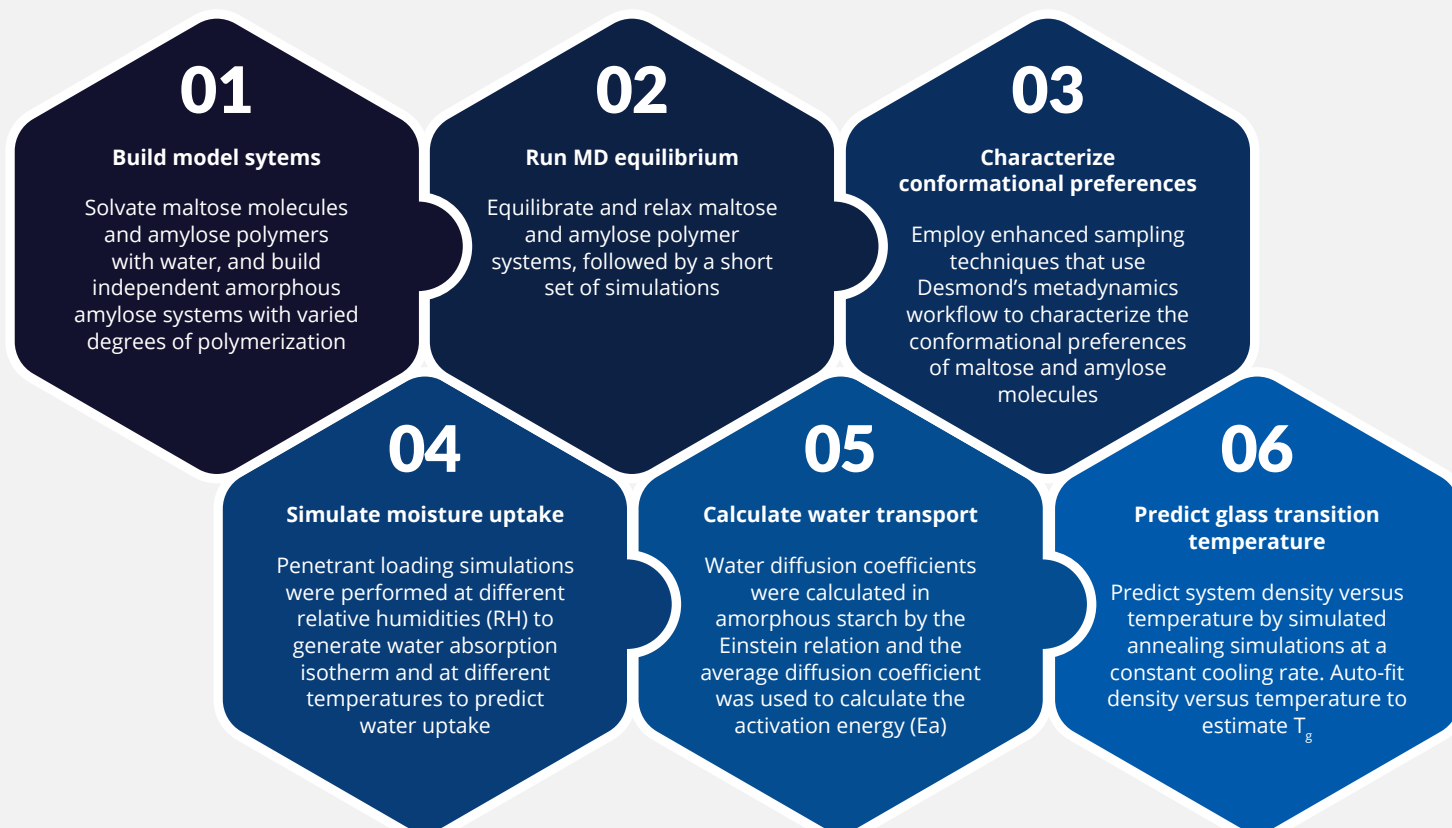 01
Build model sytems
Solvate maltose molecules
and amylose polymers
with water, and build
independent amorphous
amylose systems with varied
degrees of polymerization
02
Run MD equilibrium
Equilibrate and relax maltose
and amylose polymer
systems, followed by a short
set of simulations
03
Characterize
conformational preferences
Employ enhanced sampling
techniques that use
Desmond’s metadynamics
workflow to characterize the
conformational preferences
of maltose and amylose
molecules
04
Simulate moisture uptake
Penetrant loading simulations
were performed at different
relative humidities (RH) to
generate water absorption
isotherm and at different
temperatures to predict
water uptake
05
Calculate water transport
Water diffusion coefficients
were calculated in
amorphous starch by the
Einstein relation and the
average diffusion coefficient
was used to calculate the
activation energy (Ea)
06
Predict glass transition
temperature
Predict system density versus
temperature by simulated
annealing simulations at a
constant cooling rate. Auto-fit
density versus temperature to
estimate Tg